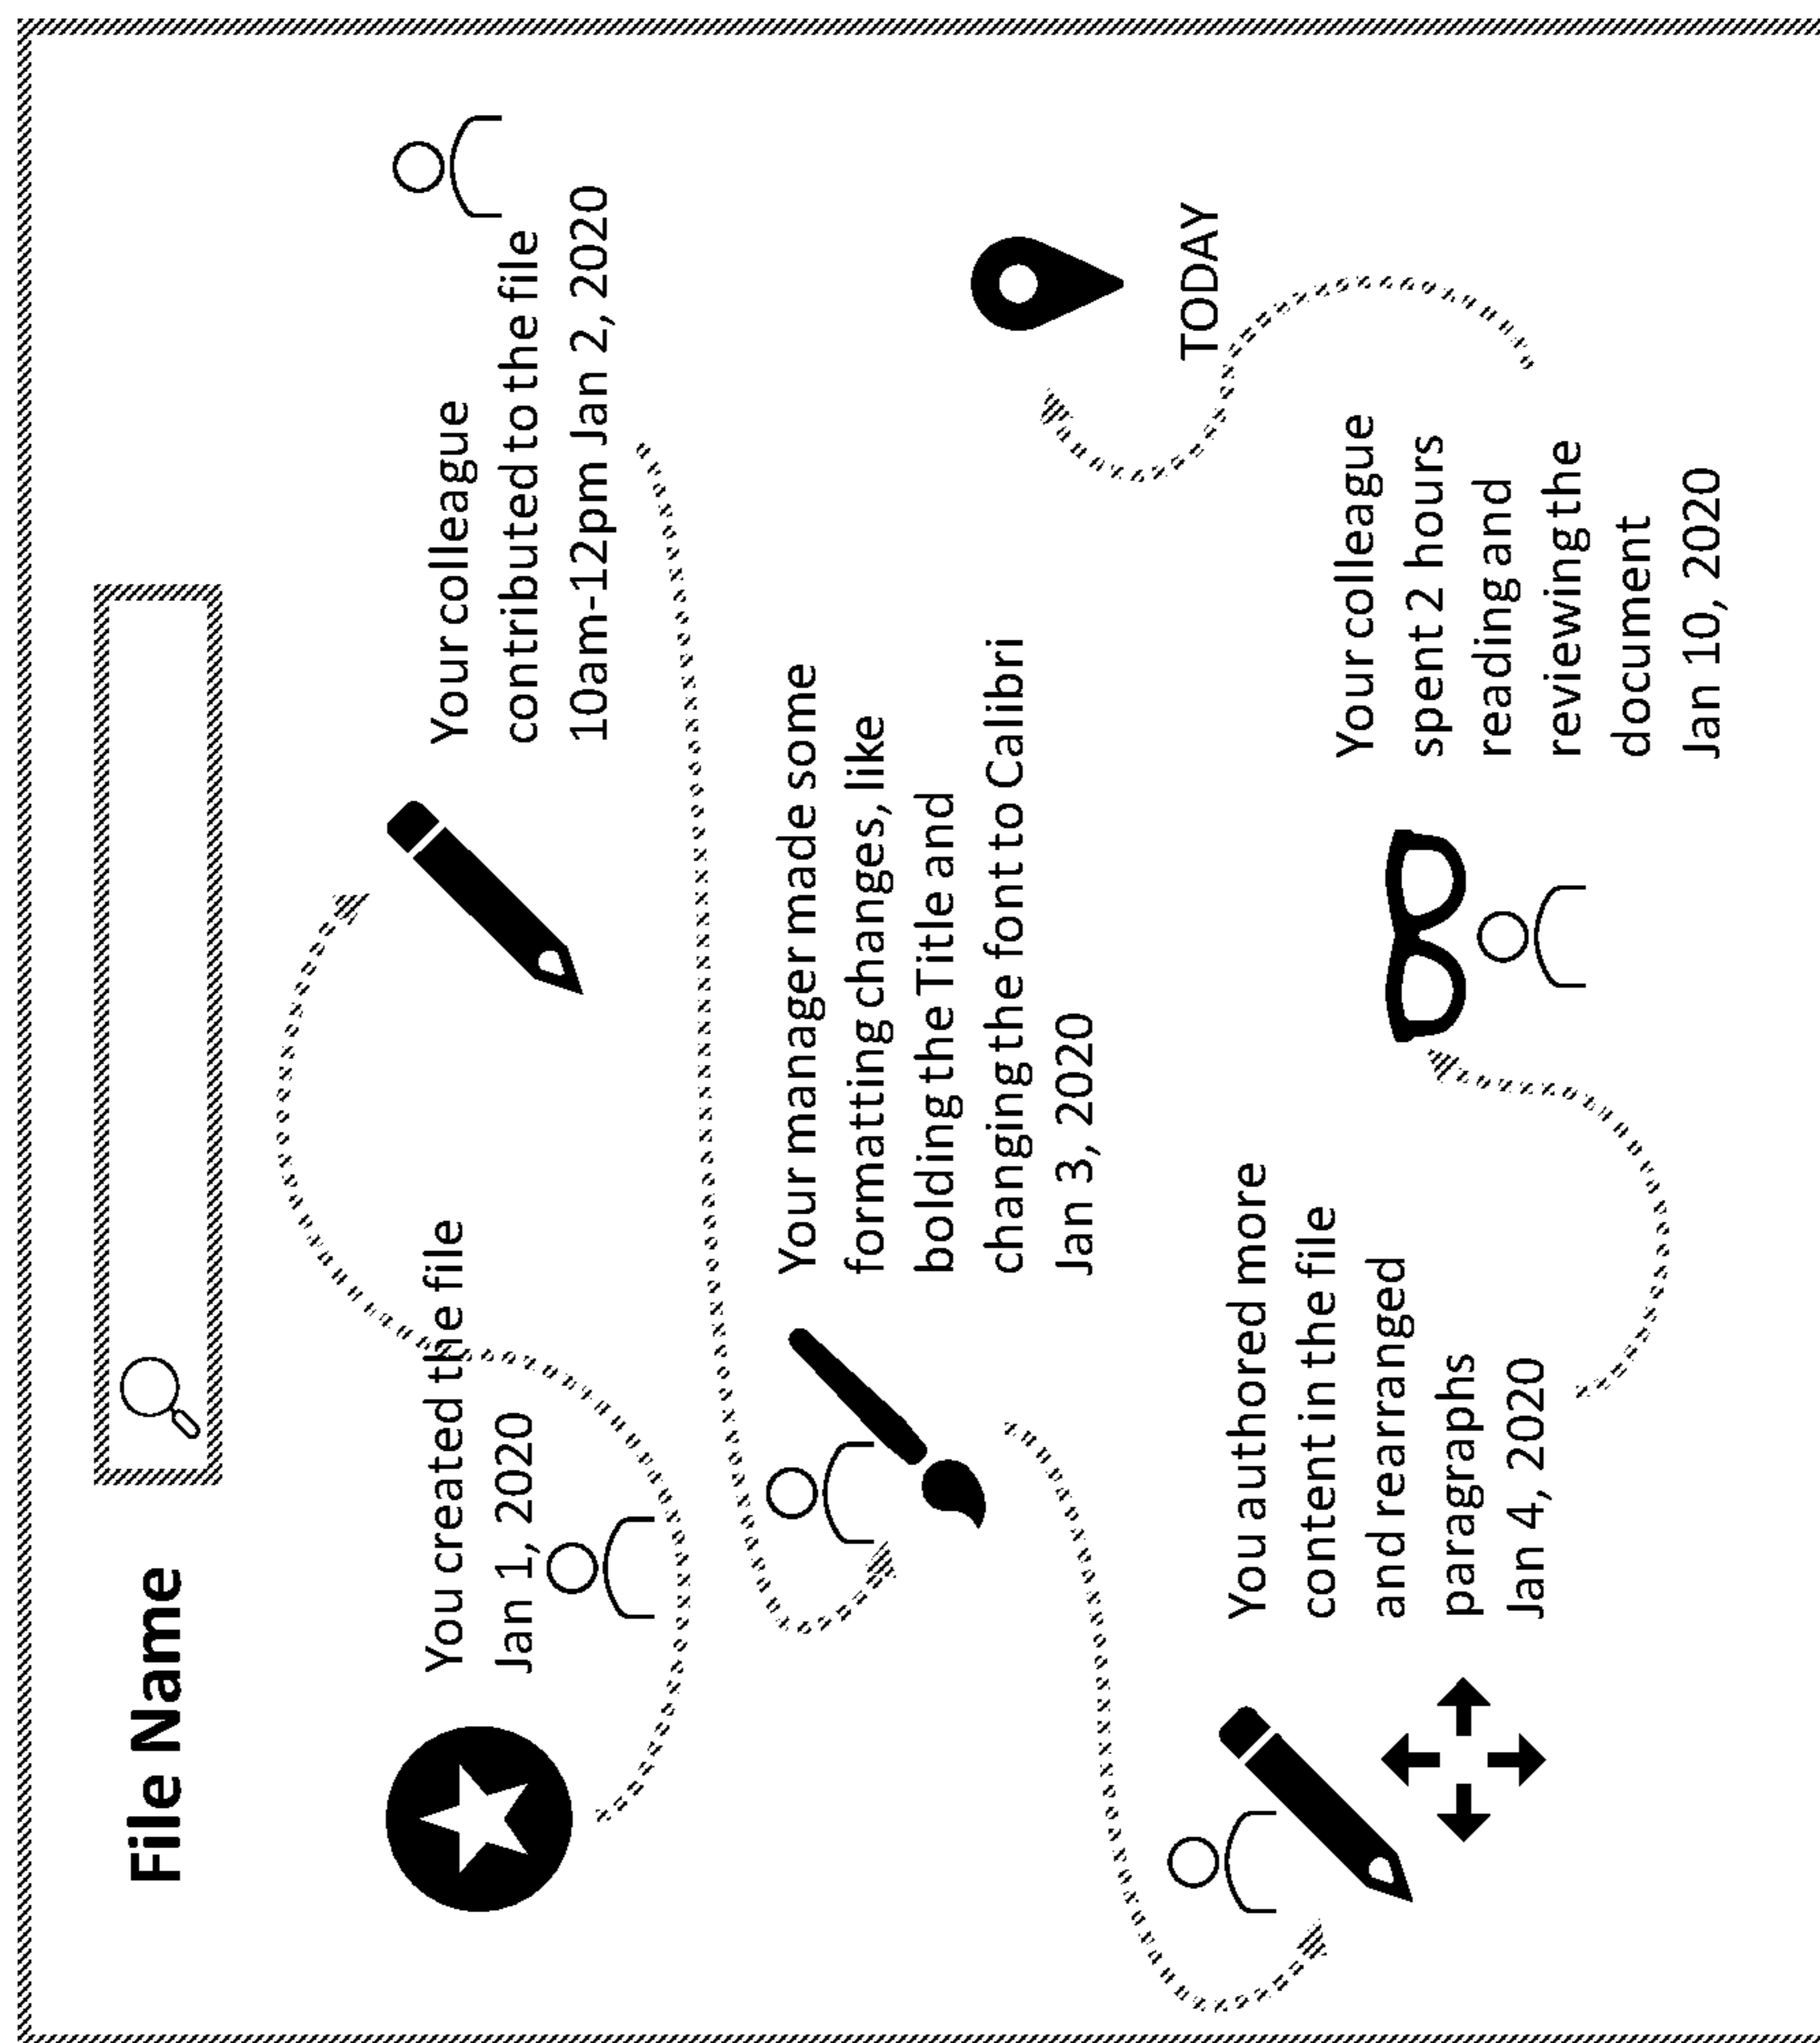 File Name
You created the file
Jan 1, 2020
Your colleague
contributed to the file
10am-12pm Jan 2, 2020
Your manager made some
formatting changes, like
bolding the Title and
changing the font to Calibri
Jan 3, 2020
You authored more
content in the file
and rearranged
paragraphs
Jan 4, 2020
Your colleague
spent 2 hours
reading and
reviewing the
document
Jan 10, 2020
TODAY